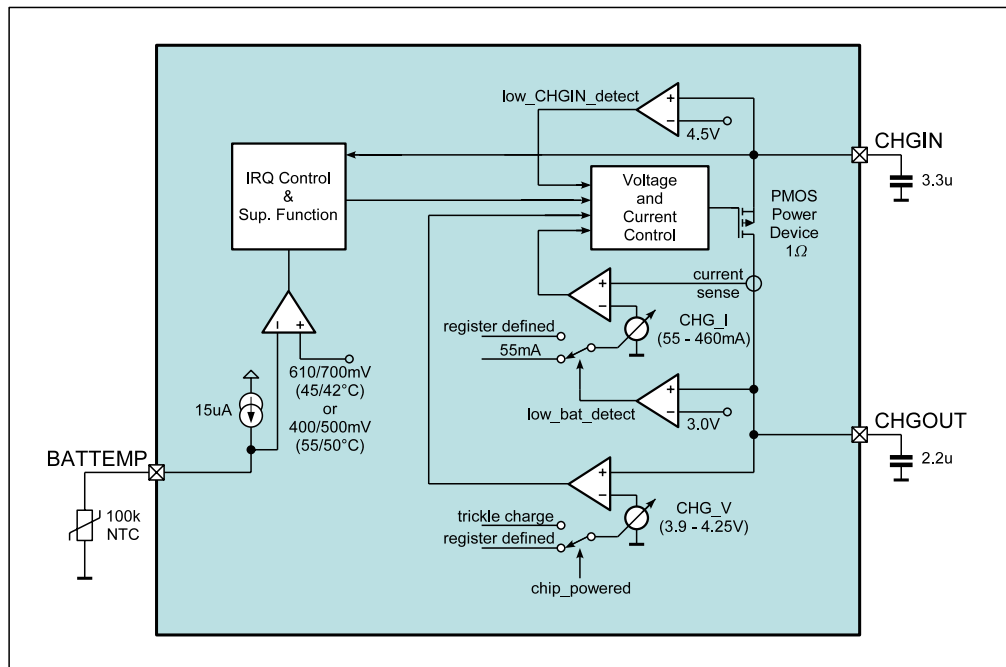 low_CHGIN_detect
+
−
4.5V
CHGIN
3.3u
IRQ Control
&
Sup. Function
Voltage
and
Current
Control
PMOS
Power
Device
1Ω
+
−
current
sense
CHG_I
(55 - 460mA)
register defined
55mA
− +
610/700mV
(45/42°C)
or
400/500mV
(55/50°C)
15uA
low_bat_detect
+
−
3.0V
CHGOUT
2.2u
BATTEMP
100k
NTC
+
−
CHG_V
(3.9 - 4.25V)
trickle charge
register defined
chip_powered